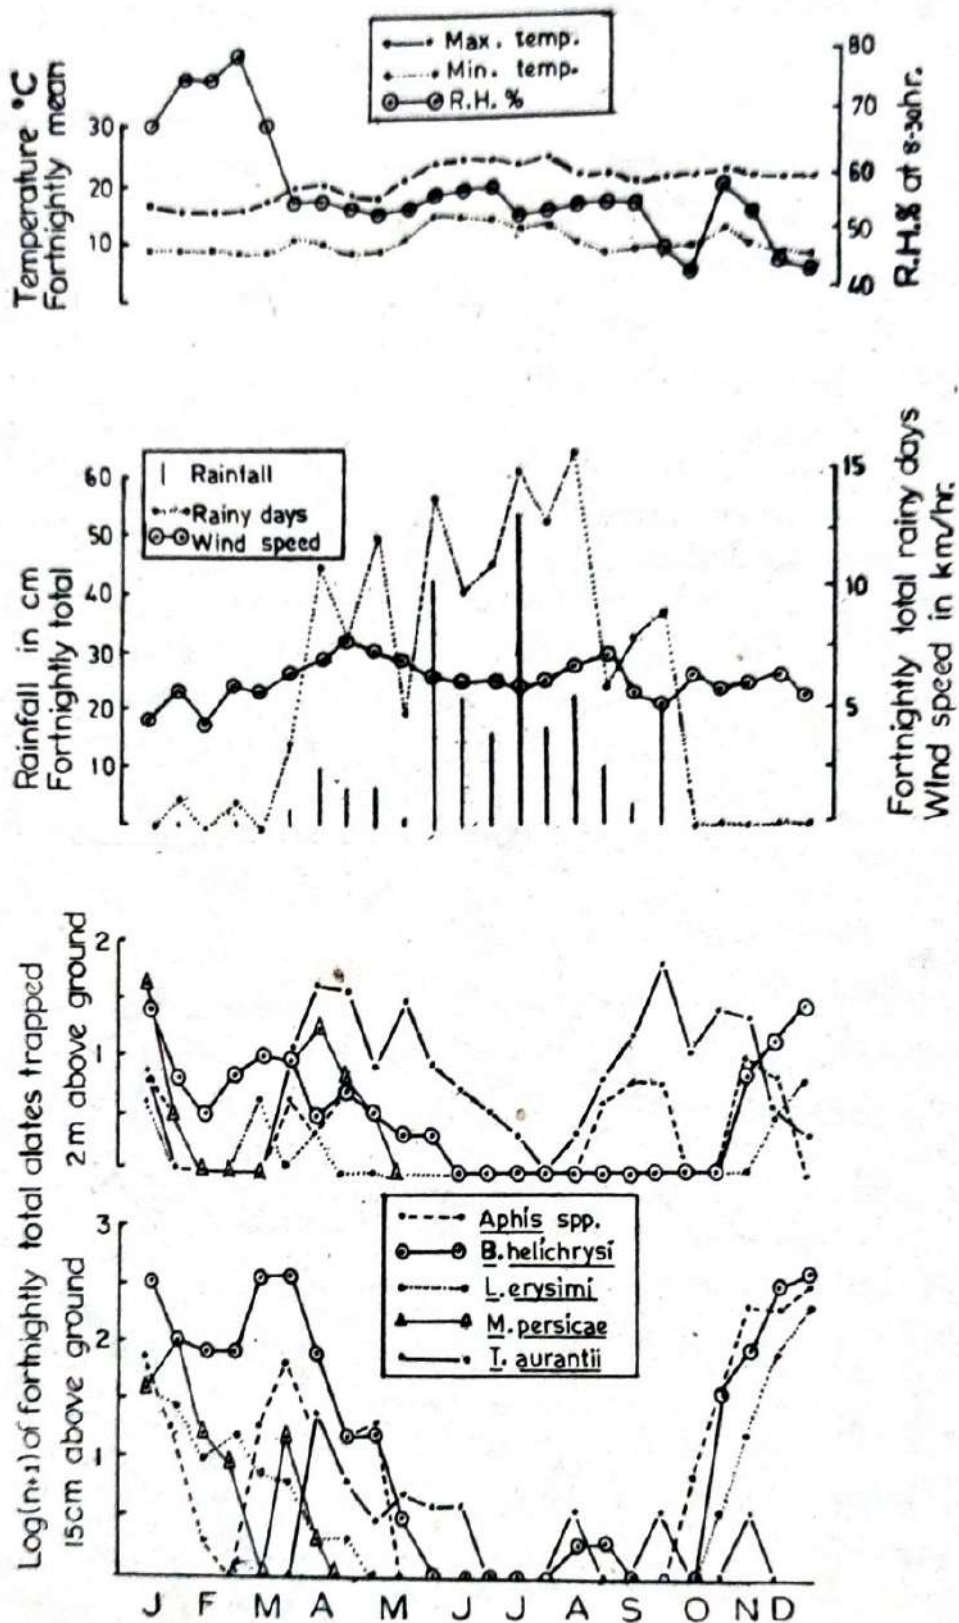 Temperature °C
Fortnightly mean
30
20
10
Max. temp.
Min. temp.
R.H. %
80
70
60
50
40
R.H.% at 8-30hr.
Rainfall in cm
Fortnightly total
60
50
40
30
20
10
Rainfall
Rainy days
Wind speed
15
10
5
Fortnightly total rainy days
Wind speed in km/hr.
Log(n+1) of fortnightly total alates trapped
2 m above ground
2
1
15cm above ground
3
2
1
Aphis spp.
B. helichrysi
L. erysimi
M. persicae
T. aurantii
J F M A M J J A S O N D